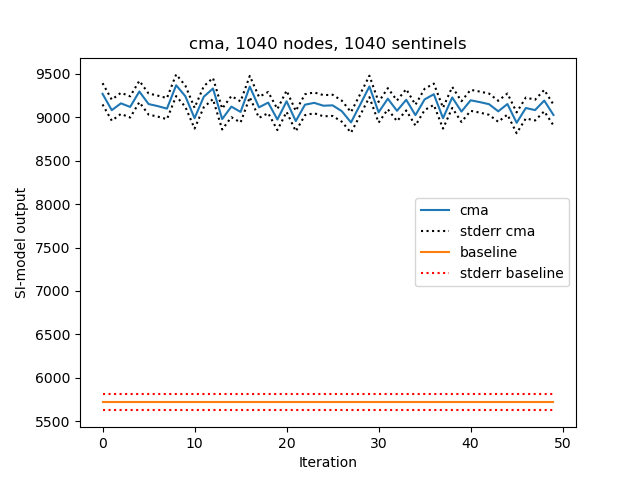 cma, 1040 nodes, 1040 sentinels
9500
9000
8500
8000
7500
7000
6500
6000
5500
SI-model output
cma
stderr cma
baseline
stderr baseline
0
10
20
30
40
50
Iteration